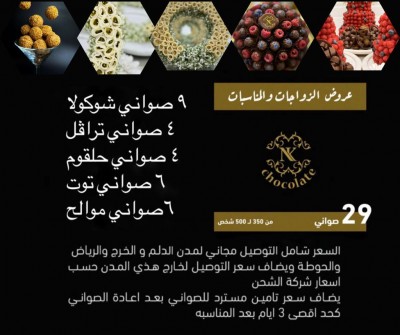 عروض الزواجات والمناسبات
٩ صواني شوكولا
٤ صواني ترافل
٤ صواني حلقوم
٦ صواني توت
٦ صواني موالح
NK
chocolate
29 صواني
من 350 لـ 500 شخص
السعر شامل التوصيل مجاني لمدن الدلم و الخرج والرياض
والحوطة ويضاف سعر التوصيل لخارج هذي المدن حسب
اسعار شركة الشحن
يضاف سعر تامين مسترد للصواني بعد اعادة الصواني
كحد اقصى 3 ايام بعد المناسبه